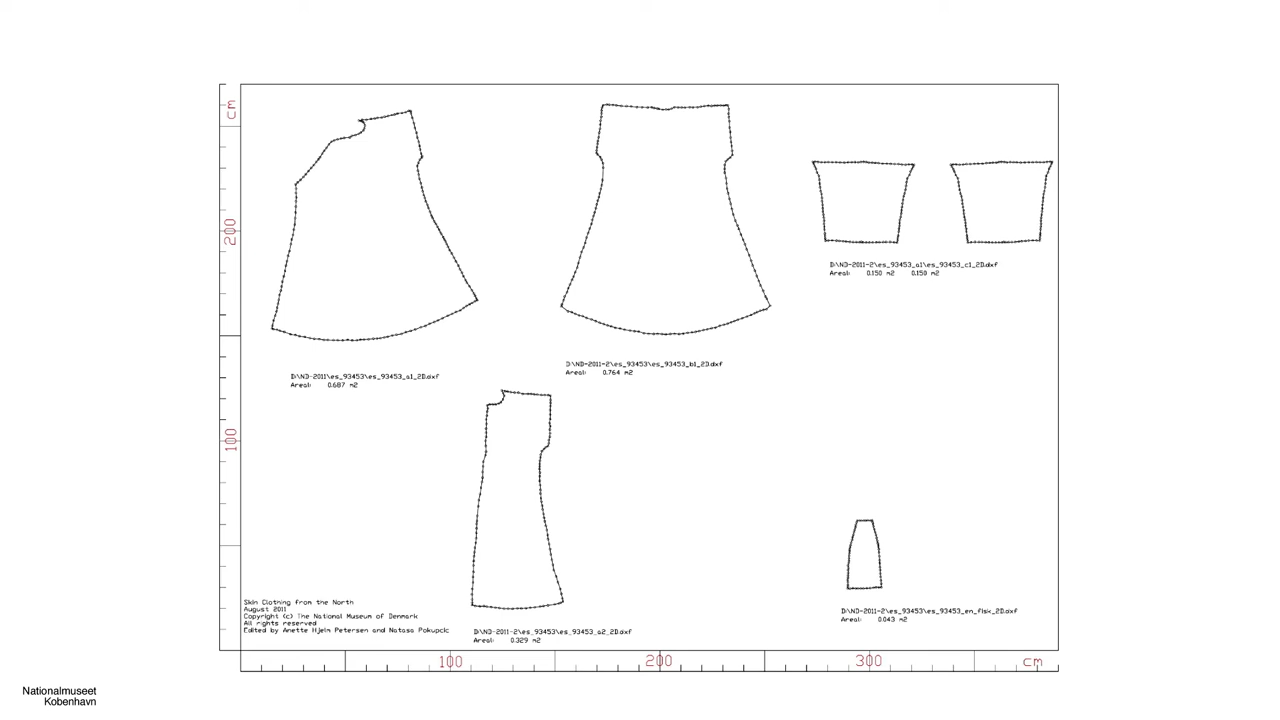 cm
200
100
D:\ND-2011\es_93453\es_93453_a1_2D.dxf
Areal: 0.687 m2
D:\ND-2011-2\es_93453\es_93453_b1_2D.dxf
Areal: 0.764 m2
D:\ND-2011-2\es_93453_a1\es_93453_c1_2D.dxf
Areal: 0.150 m2 0.150 m2
D:\ND-2011-2\es_93453\es_93453_a2_2D.dxf
Areal: 0.329 m2
D:\ND-2011-2\es_93453\es_93453_en_flsk_2D.dxf
Areal: 0.043 m2
Skin Clothing from the North
August 2011
Copyright (c) The National Museum of Denmark
All rights reserved
Edited by Anette Hjelm Petersen and Natasa Pokupcic
100 200 300 cm
Nationalmuseet
Kobenhavn